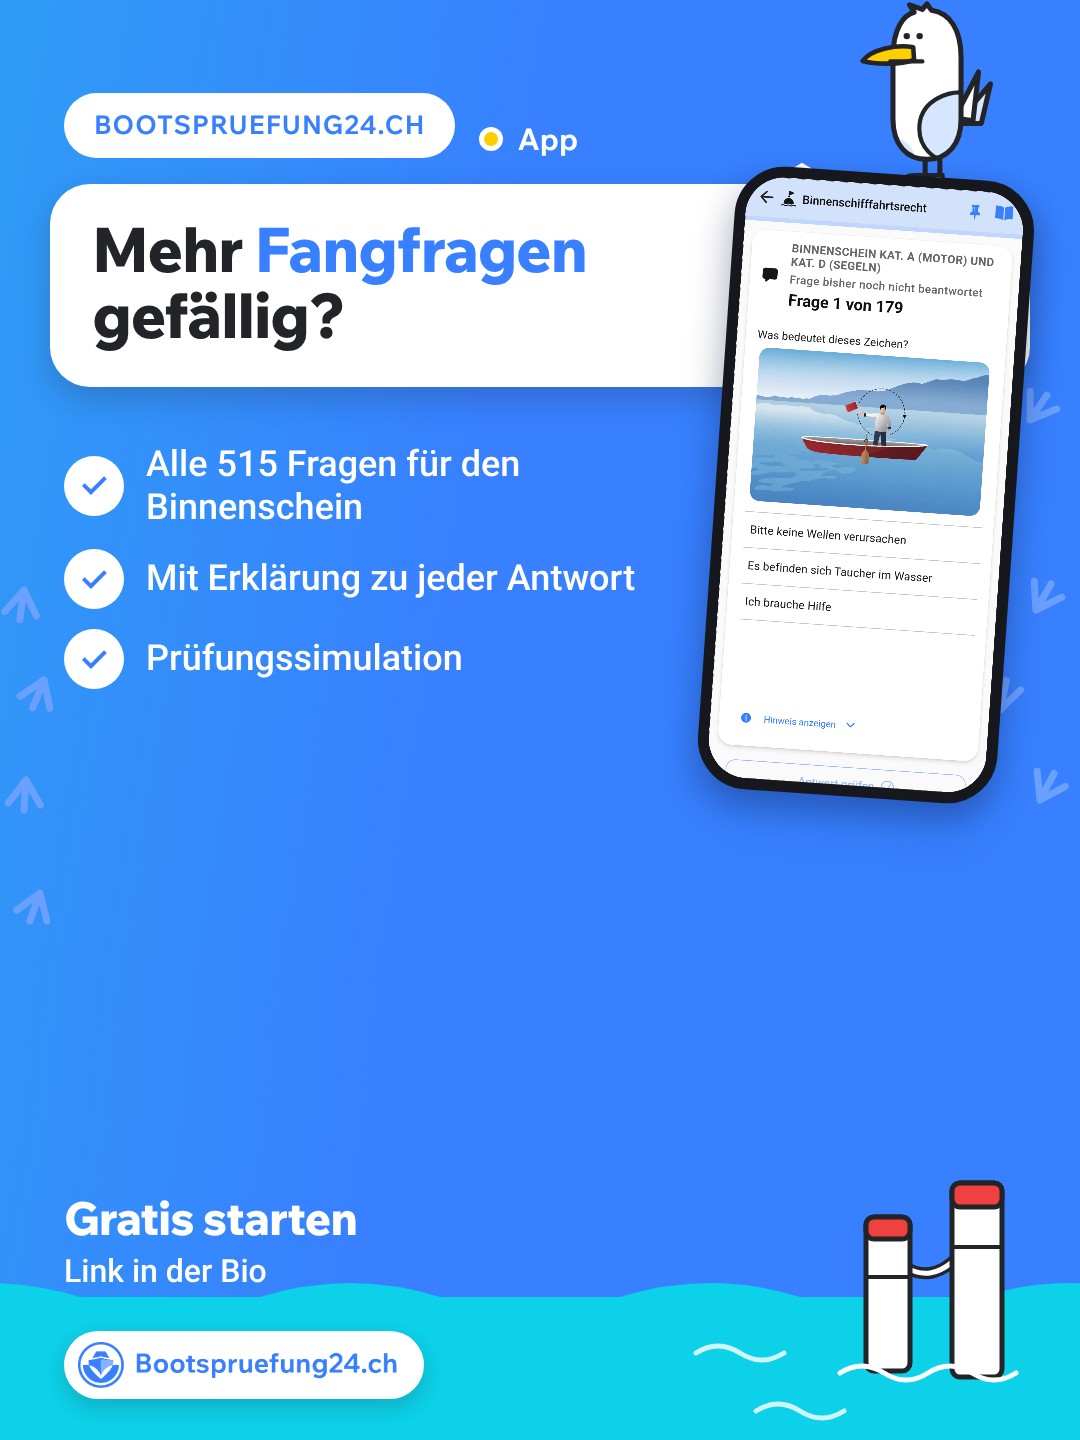 BOOTSPRUEFUNG24.CH
App
Mehr Fangfragen
gefällig?
Alle 515 Fragen für den
Binnenschein
Mit Erklärung zu jeder Antwort
Prüfungssimulation
Binnenschifffahrtsrecht
BINNENSCHEIN KAT. A (MOTOR) UND
KAT. D (SEGELN)
Frage bisher noch nicht beantwortet
Frage 1 von 179
Was bedeutet dieses Zeichen?
Bitte keine Wellen verursachen
Es befinden sich Taucher im Wasser
Ich brauche Hilfe
Hinweis anzeigen
Antwort prüfen
Gratis starten
Link in der Bio
Bootspruefung24.ch